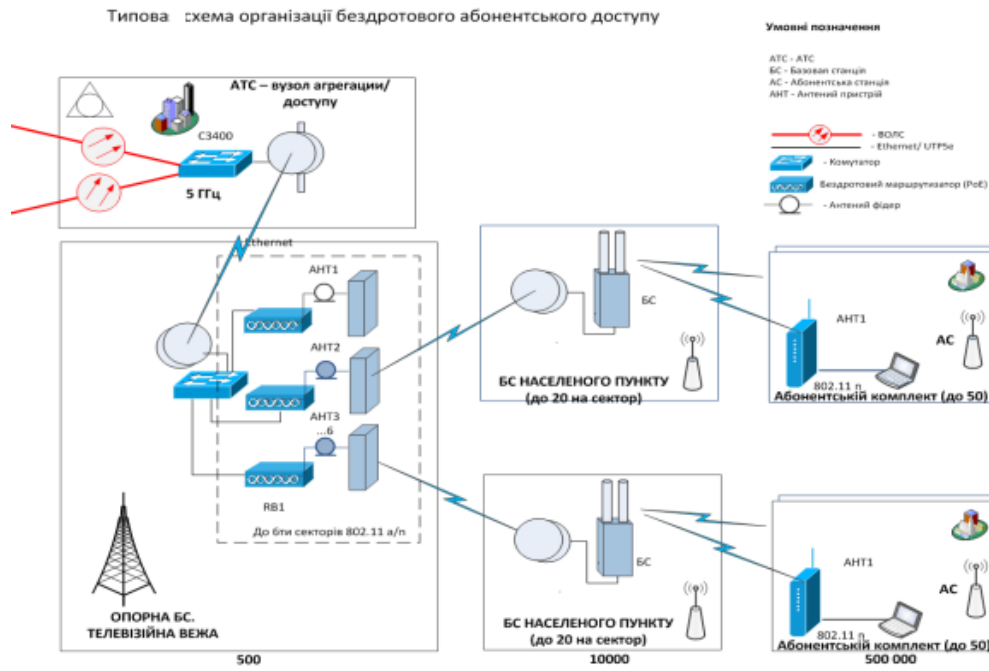 Типова схема організації бездротового абонентського доступу
Умовні позначення
АТС - АТС
БС - Базовая станція
АС - Абонентська станція
АНТ - Антений пристрій
- ВОЛС
- Ethernet/ UTP5e
- Комутатор
Бездротовий маршрутизатор (PoE)
- Антений фідер
АТС – вузол агрегации/
доступу
C3400
5 ГГц
Ethernet
АНТ1
АНТ2
АНТ3
...6
RB1
До 6ти секторів 802.11 a/n
ОПОРНА БС.
ТЕЛЕВІЗІЙНА ВЕЖА
500
БС
БС НАСЕЛЕНОГО ПУНКТУ
(до 20 на сектор)
БС
БС НАСЕЛЕНОГО ПУНКТУ
(до 20 на сектор)
10000
АНТ1
АС
802.11 n
Абонентській комплект (до 50)
АНТ1
АС
802.11 n
Абонентській комплект (до 50)
500 000